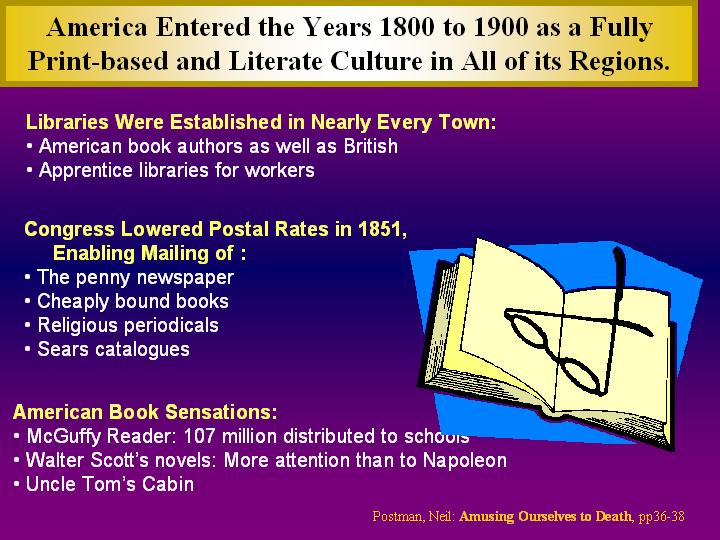 America Entered the Years 1800 to 1900 as a Fully
Print-based and Literate Culture in All of its Regions.
Libraries Were Established in Nearly Every Town:
• American book authors as well as British
• Apprentice libraries for workers
Congress Lowered Postal Rates in 1851,
Enabling Mailing of :
• The penny newspaper
• Cheaply bound books
• Religious periodicals
• Sears catalogues
American Book Sensations:
• McGuffy Reader: 107 million distributed to schools
• Walter Scott's novels: More attention than to Napoleon
• Uncle Tom's Cabin
Postman, Neil: Amusing Ourselves to Death, pp36-38